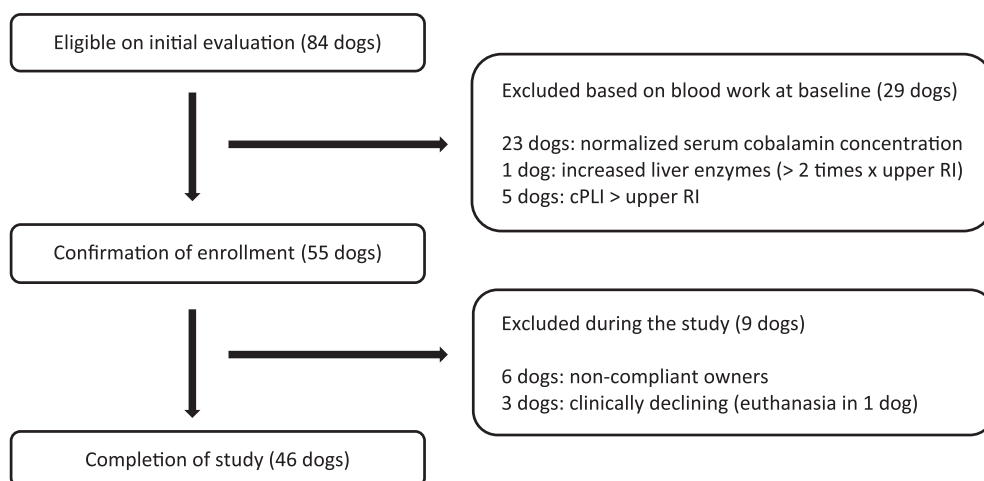 Eligible on initial evaluation (84 dogs)
Excluded based on blood work at baseline (29 dogs)
23 dogs: normalized serum cobalamin concentration
1 dog: increased liver enzymes (> 2 times x upper RI)
5 dogs: cPLI > upper RI
Confirmation of enrollment (55 dogs)
Excluded during the study (9 dogs)
6 dogs: non-compliant owners
3 dogs: clinically declining (euthanasia in 1 dog)
Completion of study (46 dogs)